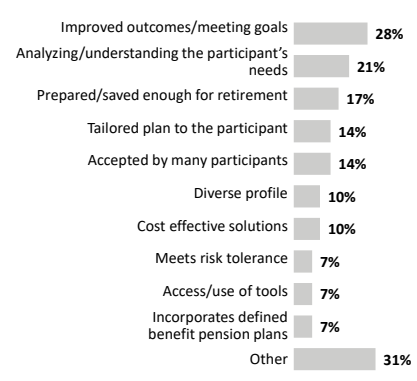 Improved outcomes/meeting goals 28%
Analyzing/understanding the participant's
needs 21%
Prepared/saved enough for retirement 17%
Tailored plan to the participant 14%
Accepted by many participants 14%
Diverse profile 10%
Cost effective solutions 10%
Meets risk tolerance 7%
Access/use of tools 7%
Incorporates defined
benefit pension plans 7%
Other 31%